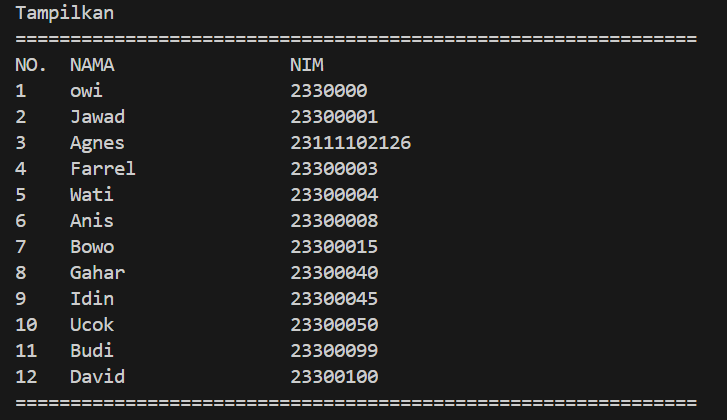 Tampilkan
==============================================================
NO. NAMA NIM
1 owi 2330000
2 Jawad 23300001
3 Agnes 23111102126
4 Farrel 23300003
5 Wati 23300004
6 Anis 23300008
7 Bowo 23300015
8 Gahar 23300040
9 Idin 23300045
10 Ucok 23300050
11 Budi 23300099
12 David 23300100
==============================================================